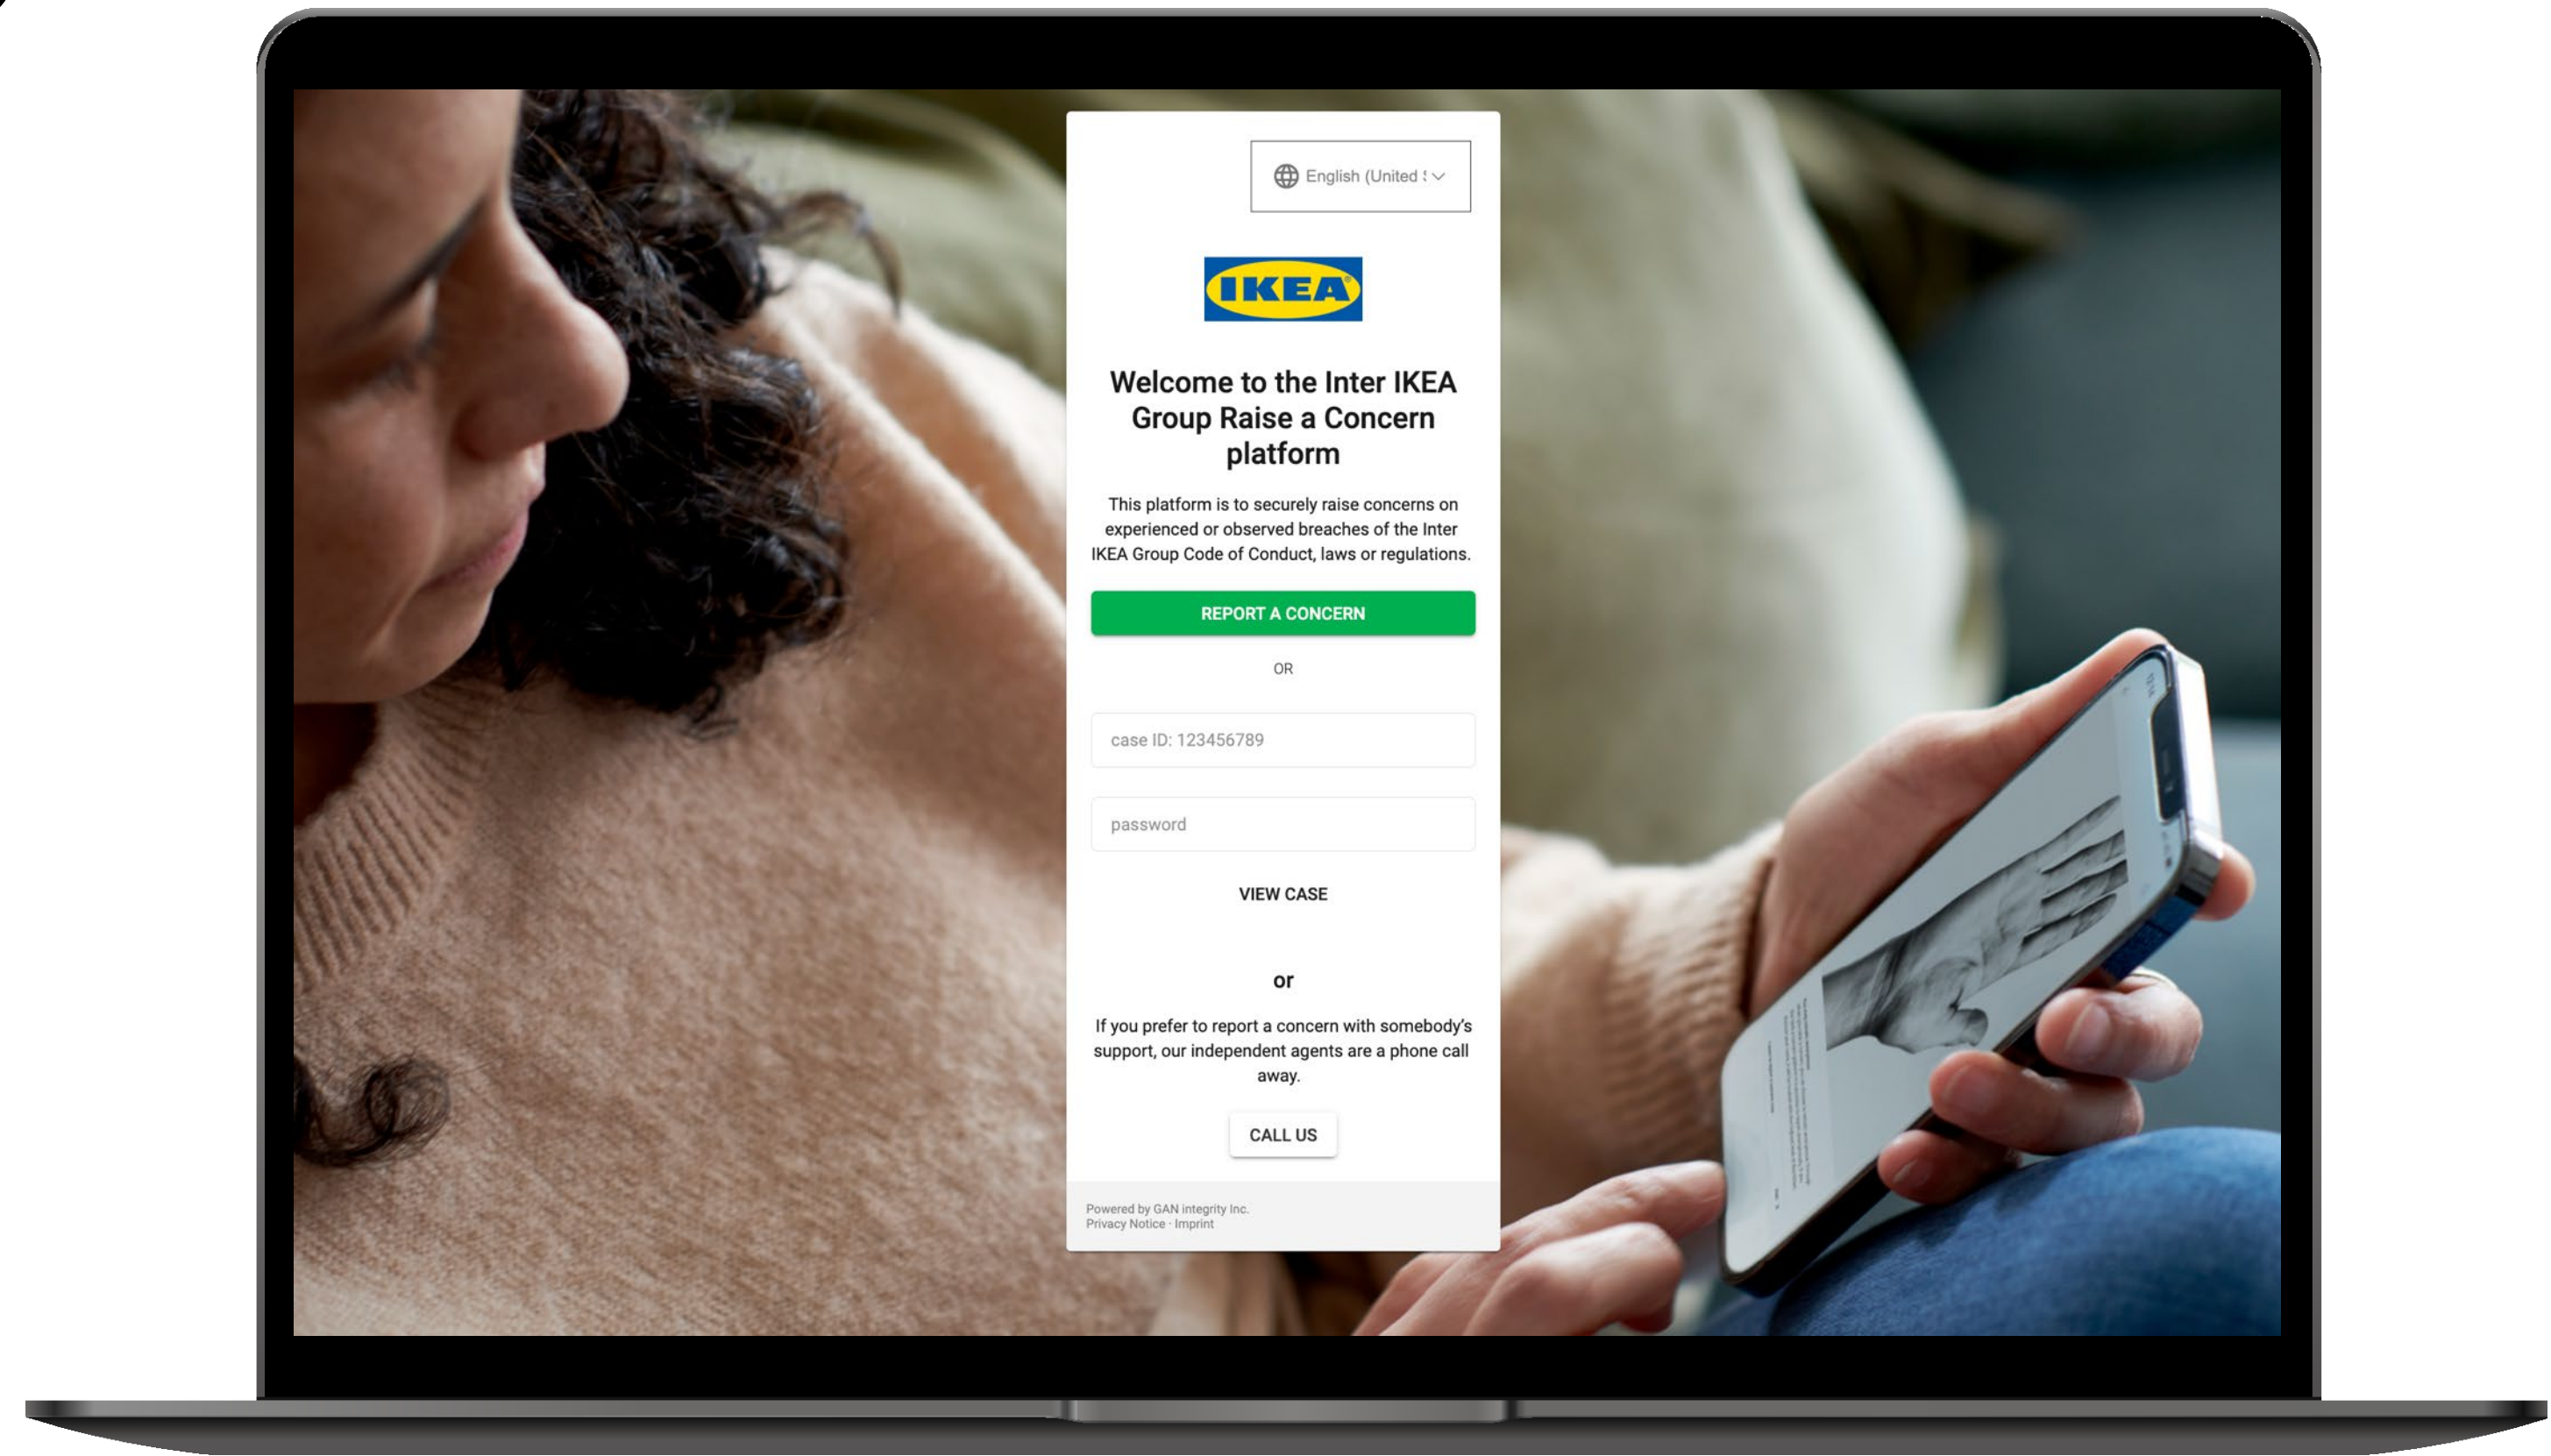 English (United
IKEA
Welcome to the Inter IKEA
Group Raise a Concern
platform
This platform is to securely raise concerns on
experienced or observed breaches of the Inter
IKEA Group Code of Conduct, laws or regulations.
REPORT A CONCERN
OR
case ID: 123456789
password
VIEW CASE
or
If you prefer to report a concern with somebody's
support, our independent agents are a phone call
away.
CALL US
Powered by GAN integrity Inc.
Privacy Notice · Imprint